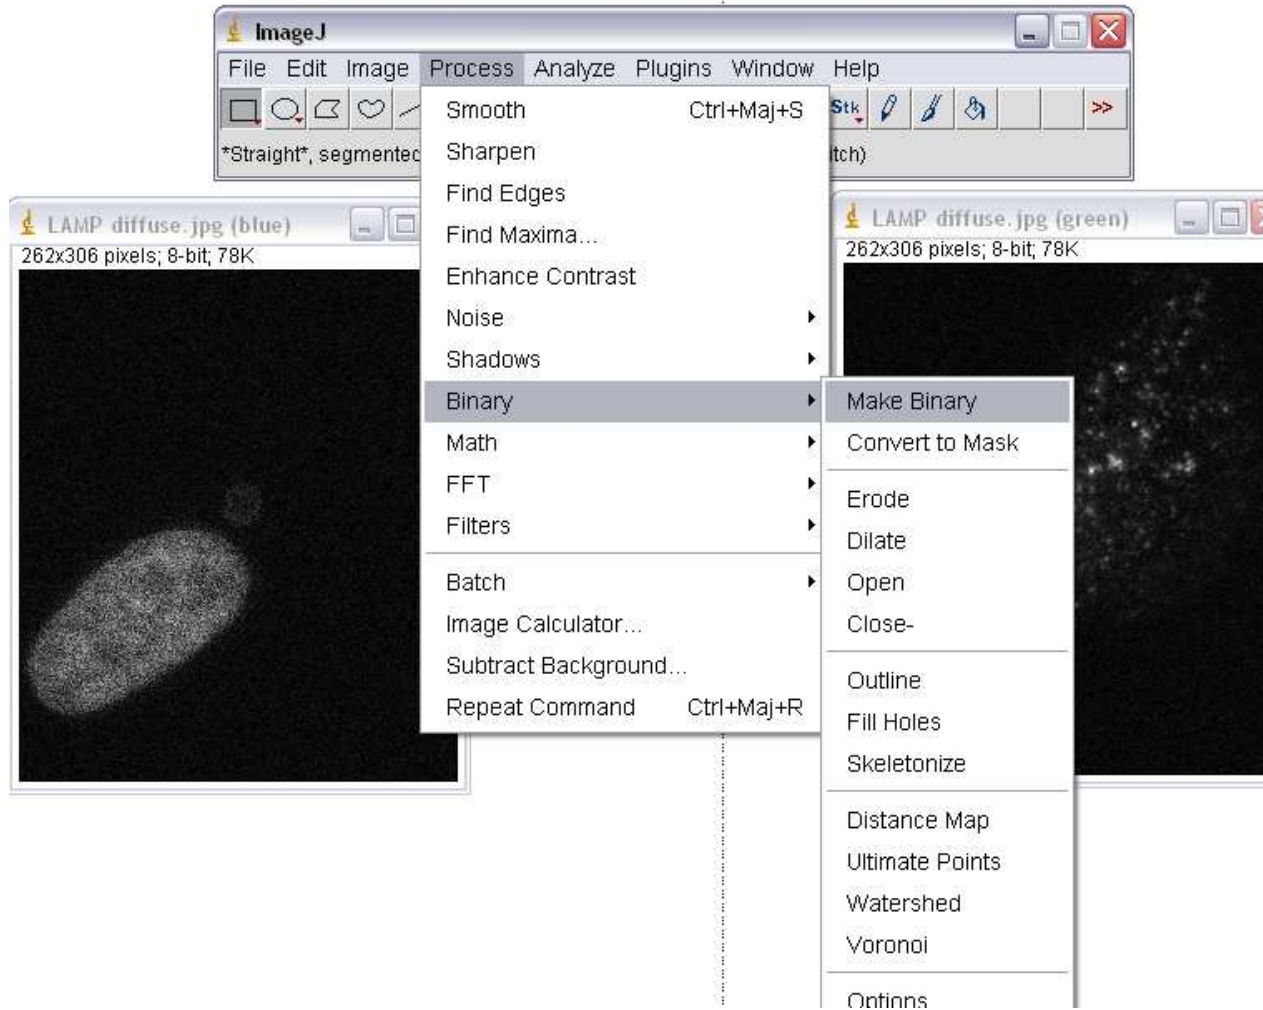 ImageJ
File Edit Image Process Analyze Plugins Window Help
Stk >>
*Straight*, segmented
itch)
Smooth Ctrl+Maj+S
Sharpen
Find Edges
Find Maxima...
Enhance Contrast
Noise
Shadows
Binary
Math
FFT
Filters
Batch
Image Calculator...
Subtract Background...
Repeat Command Ctrl+Maj+R
Make Binary
Convert to Mask
Erode
Dilate
Open
Close-
Outline
Fill Holes
Skeletonize
Distance Map
Ultimate Points
Watershed
Voronoi
Options
LAMP diffuse.jpg (blue)
262x306 pixels; 8-bit; 78K
LAMP diffuse.jpg (green)
262x306 pixels; 8-bit; 78K